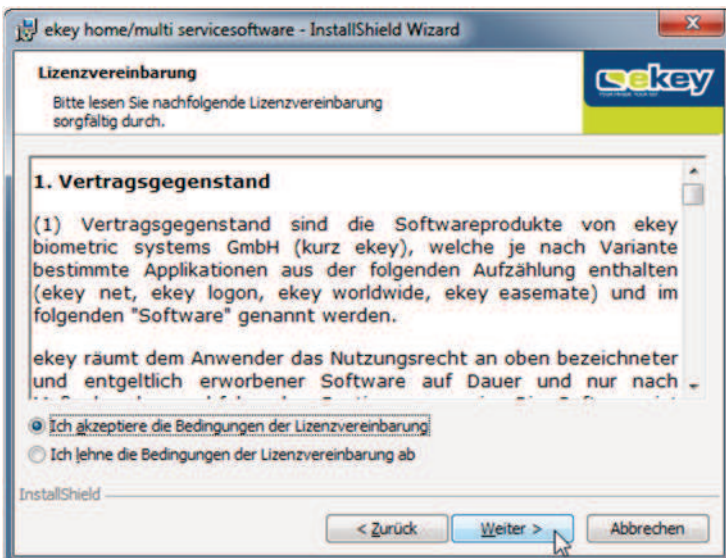 ekey home/multi servicesoftware - InstallShield Wizard
Lizenzvereinbarung
Bitte lesen Sie nachfolgende Lizenzvereinbarung
sorgfältig durch.
ekey
1. Vertragsgegenstand
(1) Vertragsgegenstand sind die Softwareprodukte von ekey
biometric systems GmbH (kurz ekey), welche je nach Variante
bestimmte Applikationen aus der folgenden Aufzählung enthalten
(ekey net, ekey logon, ekey worldwide, ekey easemate) und im
folgenden "Software" genannt werden.
ekey räumt dem Anwender das Nutzungsrecht an oben bezeichneter
und entgeltlich erworbener Software auf Dauer und nur nach
Ich akzeptiere die Bedingungen der Lizenzvereinbarung
Ich lehne die Bedingungen der Lizenzvereinbarung ab
InstallShield
< Zurück
Weiter >
Abbrechen